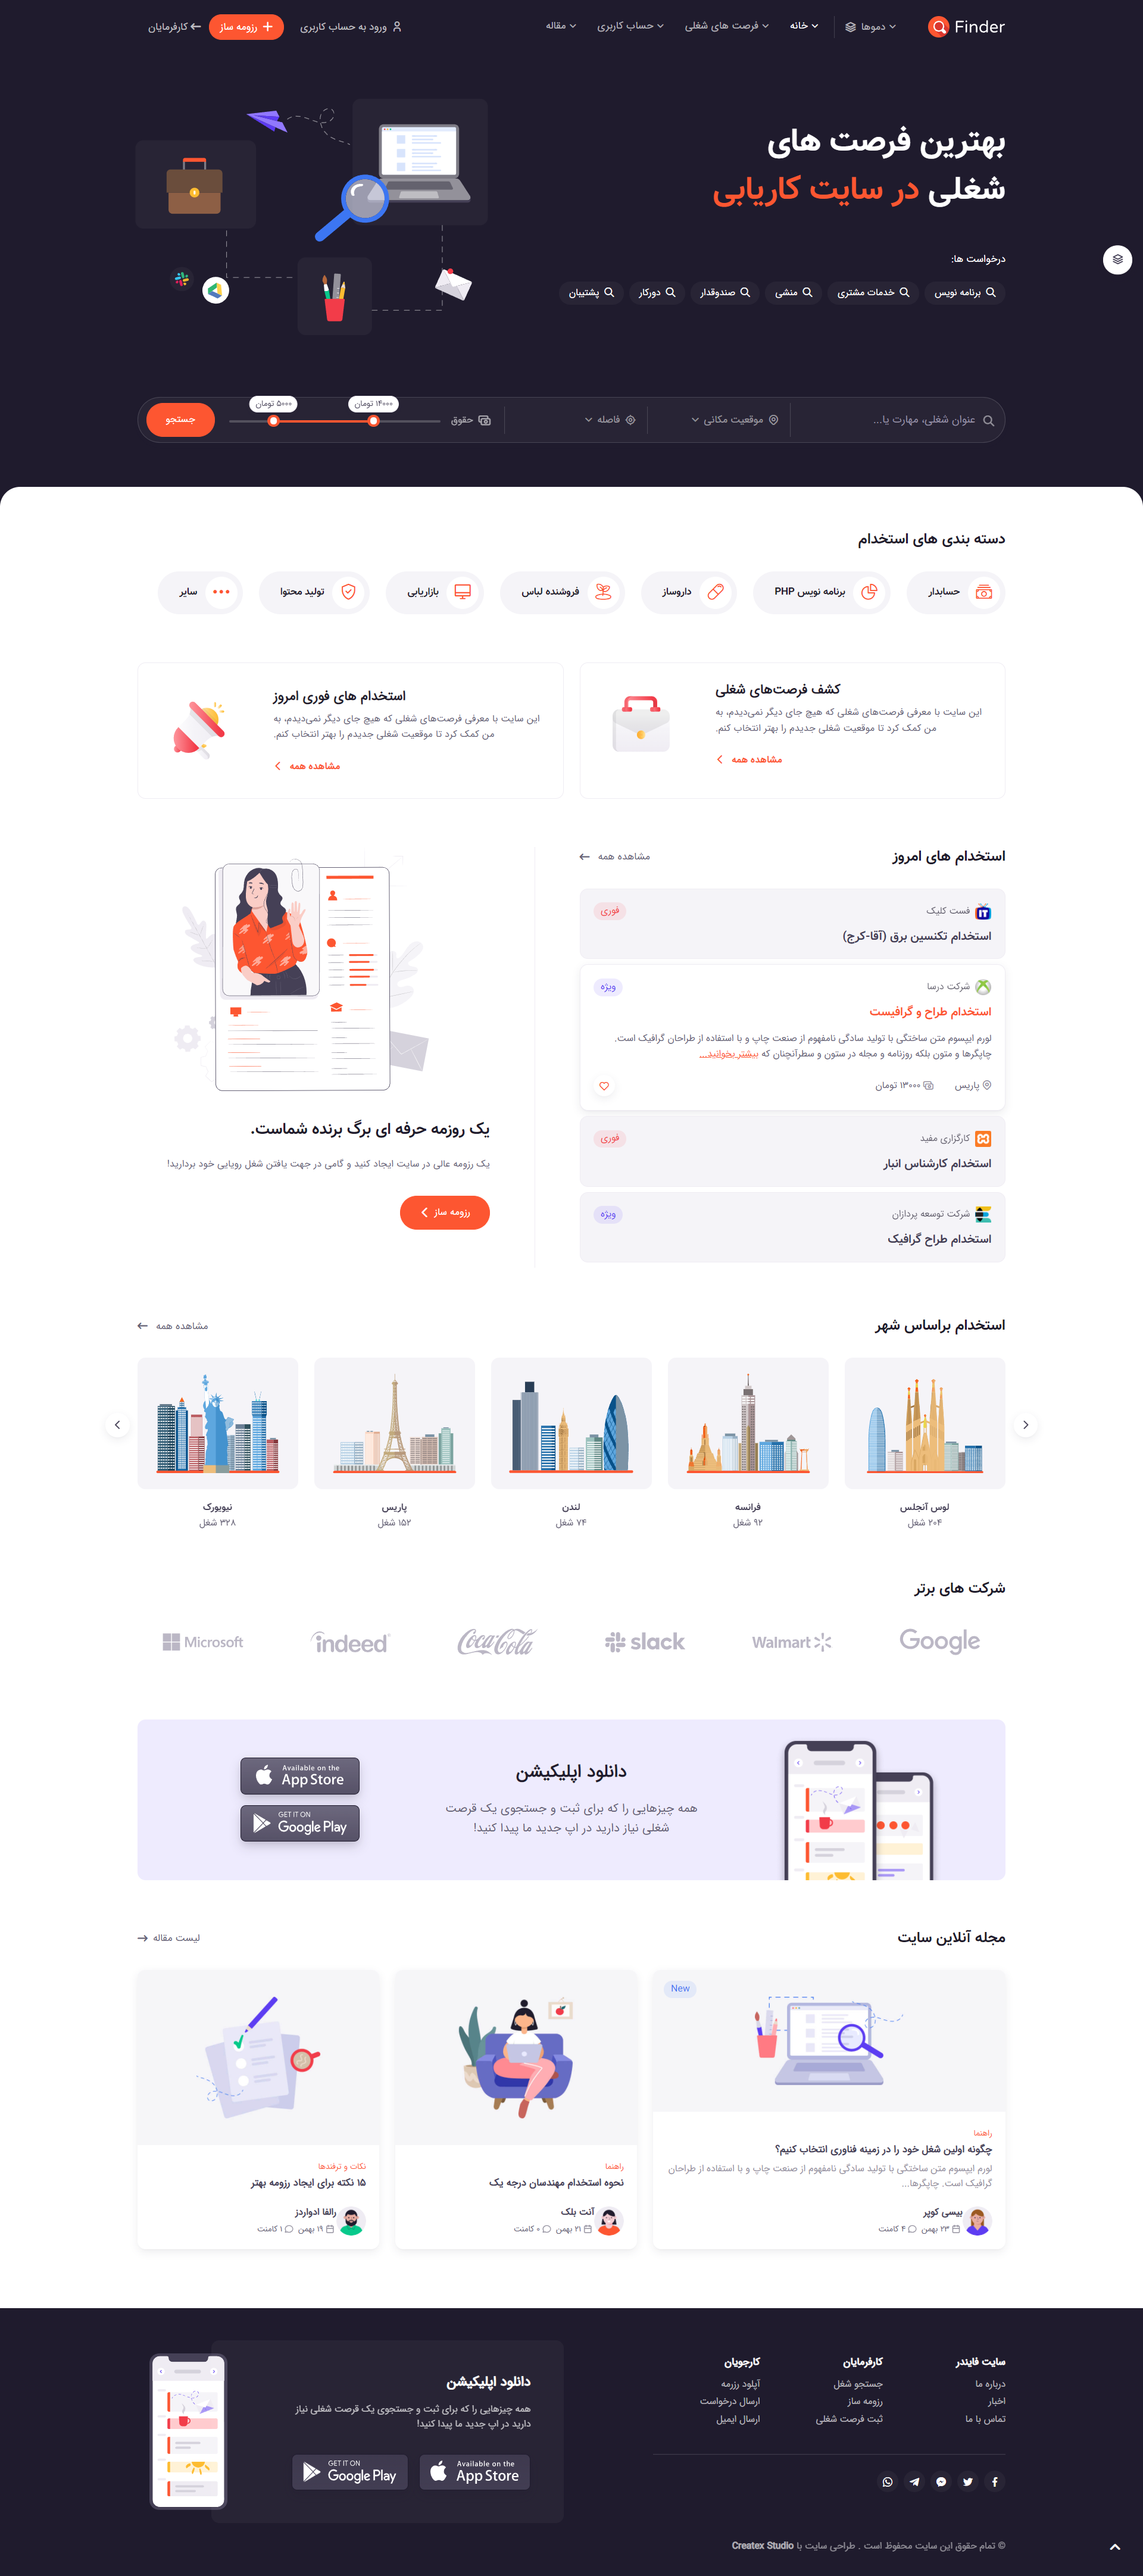 Finder
دموها
خانه
فرصت های شغلی
حساب کاربری
مقاله
ورود به حساب کاربری
رزومه ساز
کارفرمایان
بهترین فرصت های
شغلی در سایت کاریابی
درخواست ها:
برنامه نویس
خدمات مشتری
منشی
صندوقدار
دورکار
پشتیبان
عنوان شغلی، مهارت یا...
موقعیت مکانی
فاصله
حقوق
۱۴۰۰۰ تومان
۵۰۰۰ تومان
جستجو
دسته بندی های استخدام
حسابدار
برنامه نویس PHP
داروساز
فروشنده لباس
بازاریابی
تولید محتوا
سایر
کشف فرصت‌های شغلی
این سایت با معرفی فرصت‌های شغلی که هیچ جای دیگر نمی‌دیدم، به
من کمک کرد تا موقعیت شغلی جدیدم را بهتر انتخاب کنم.
مشاهده همه
استخدام های فوری امروز
این سایت با معرفی فرصت‌های شغلی که هیچ جای دیگر نمی‌دیدم، به
من کمک کرد تا موقعیت شغلی جدیدم را بهتر انتخاب کنم.
مشاهده همه
استخدام های امروز
مشاهده همه
فست کلیک
فوری
استخدام تکنسین برق (آقا-کرج)
شرکت درسا
ویژه
استخدام طراح و گرافیست
لورم ایپسوم متن ساختگی با تولید سادگی نامفهوم از صنعت چاپ و با استفاده از طراحان گرافیک است.
چاپگرها و متون بلکه روزنامه و مجله در ستون و سطرآنچنان که بیشتر بخوانید...
پاریس
۱۳۰۰۰ تومان
کارگزاری مفید
فوری
استخدام کارشناس انبار
شرکت توسعه پردازان
ویژه
استخدام طراح گرافیک
یک روزمه حرفه ای برگ برنده شماست.
یک رزومه عالی در سایت ایجاد کنید و گامی در جهت یافتن شغل رویایی خود بردارید!
رزومه ساز
استخدام براساس شهر
مشاهده همه
لوس آنجلس
۲۰۴ شغل
فرانسه
۹۲ شغل
لندن
۷۴ شغل
پاریس
۱۵۲ شغل
نیویورک
۳۲۸ شغل
شرکت های برتر
Google
Walmart
slack
Coca-Cola
indeed
Microsoft
دانلود اپلیکیشن
همه چیزهایی را که برای ثبت و جستجوی یک قرصت
شغلی نیاز دارید در اپ جدید ما پیدا کنید!
Available on the
App Store
GET IT ON
Google Play
مجله آنلاین سایت
لیست مقاله
New
راهنما
چگونه اولین شغل خود را در زمینه فناوری انتخاب کنیم؟
لورم ایپسوم متن ساختگی با تولید سادگی نامفهوم از صنعت چاپ و با استفاده از طراحان
گرافیک است. چاپگرها...
بیسی کوپر
۲۳ بهمن
۴ کامنت
راهنما
نحوه استخدام مهندسان درجه یک
آنت بلک
۲۱ بهمن
۰ کامنت
نکات و ترفندها
۱۵ نکته برای ایجاد رزومه بهتر
رالفا ادواردز
۱۹ بهمن
۱ کامنت
سایت فایندر
درباره ما
اخبار
تماس با ما
کارفرمایان
جستجو شغل
رزومه ساز
ثبت فرصت شغلی
کارجویان
آپلود رزرمه
ارسال درخواست
ارسال ایمیل
دانلود اپلیکیشن
همه چیزهایی را که برای ثبت و جستجوی یک قرصت شغلی نیاز
دارید در اپ جدید ما پیدا کنید!
Available on the
App Store
GET IT ON
Google Play
© تمام حقوق این سایت محفوظ است . طراحی سایت با Createx Studio